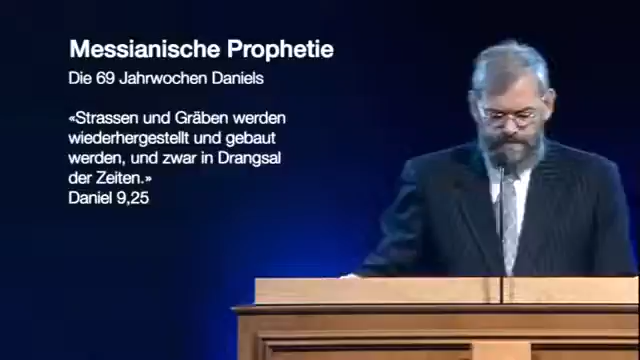 Messianische Prophetie
Die 69 Jahrwochen Daniels
«Strassen und Gräben werden
wiederhergestellt und gebaut
werden, und zwar in Drangsal
der Zeiten.»
Daniel 9,25